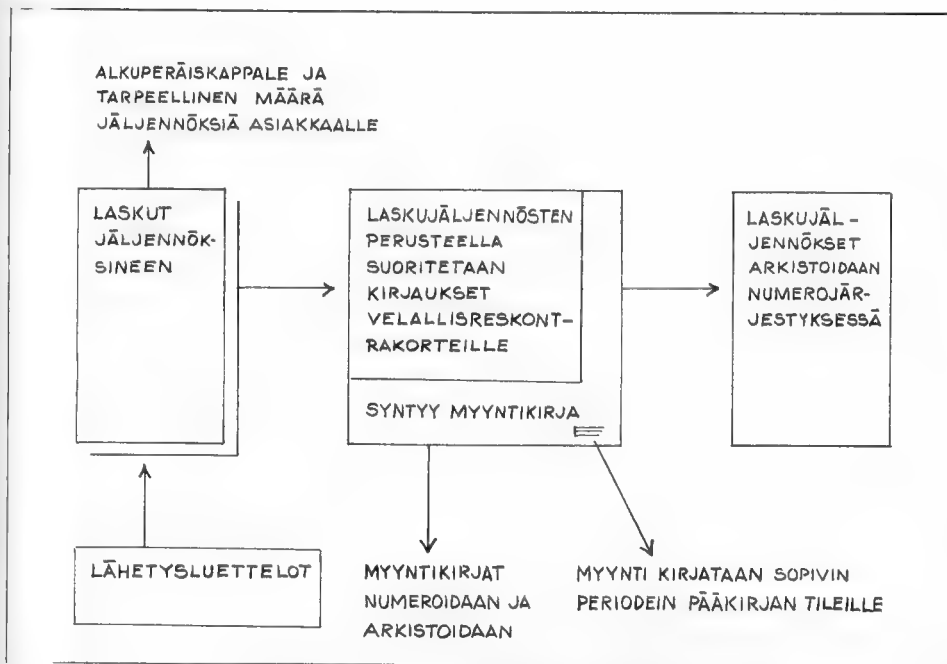 ALKUPERÄISKAPPALE JA
TARPEELLINEN MÄÄRÄ
JÄLJENNÖKSIÄ ASIAKKAALLE
LASKUT
JÄLJENNÖK-
SINEEN
LASKUJÄLJENNÖSTEN
PERUSTEELLA
SUORITETAAN
KIRJAUKSET
VELALLISRESKONT-
RAKORTEILLE
SYNTYY MYYNTIKIRJA
LASKUJÄL-
JENNÖKSET
ARKISTOIDAAN
NUMEROJÄR-
JESTYKSESSÄ
LÄHETYSLUETTELOT
MYYNTIKIRJAT
NUMEROIDAAN JA
ARKISTOIDAAN
MYYNTI KIRJATAAN SOPIVIN
PERIODEIN PÄÄKIRJAN TILEILLE